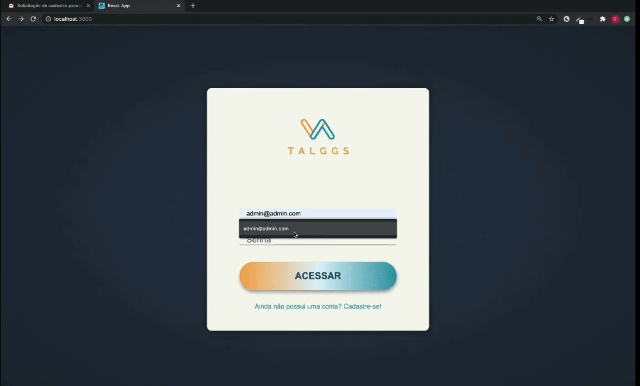 Solicitação de cadastro para
React App
localhost:3000
TALGGS
admin@admin.com
admin@admin.com
Senha
ACESSAR
Ainda não possui uma conta? Cadastre-se!